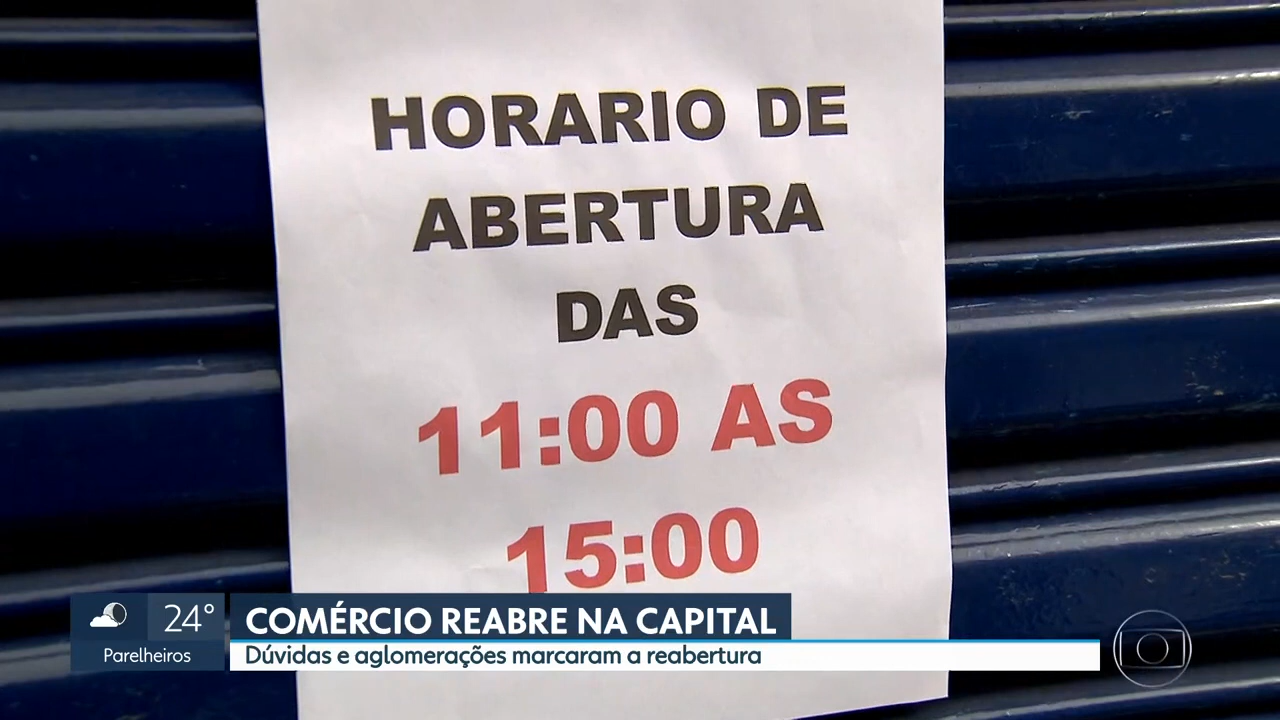 HORARIO DE
ABERTURA
DAS
11:00 AS
15:00
24°
COMÉRCIO REABRE NA CAPITAL
Parelheiros
Dúvidas e aglomerações marcaram a reabertura